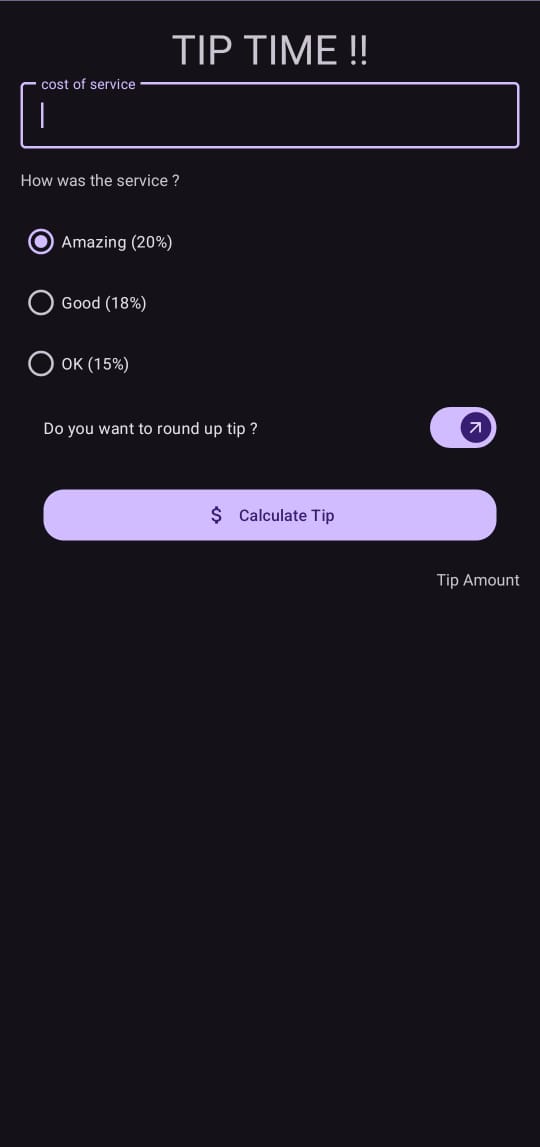 TIP TIME !!
cost of service
How was the service ?
Amazing (20%)
Good (18%)
OK (15%)
Do you want to round up tip ?
$ Calculate Tip
Tip Amount